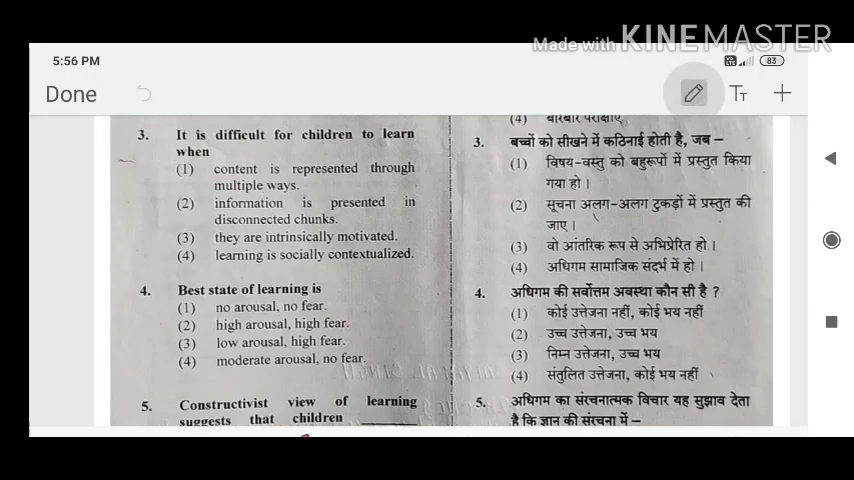 Made with KINEMASTER
5:56 PM
83
Done
3. It is difficult for children to learn
when
(1) content is represented through
multiple ways.
(2) information is presented in
disconnected chunks.
(3) they are intrinsically motivated.
(4) learning is socially contextualized.
4. Best state of learning is
(1) no arousal, no fear.
(2) high arousal, high fear.
(3) low arousal, high fear.
(4) moderate arousal, no fear.
5. Constructivist view of learning
suggests that children
(4) बारबार परीक्षाएँ
3. बच्चों को सीखने में कठिनाई होती है, जब –
(1) विषय-वस्तु को बहुरूपों में प्रस्तुत किया
गया हो ।
(2) सूचना अलग-अलग टुकड़ों में प्रस्तुत की
जाए ।
(3) वो आंतरिक रूप से अभिप्रेरित हो ।
(4) अधिगम सामाजिक संदर्भ में हो ।
4. अधिगम की सर्वोत्तम अवस्था कौन सी है ?
(1) कोई उत्तेजना नहीं, कोई भय नहीं
(2) उच्च उत्तेजना, उच्च भय
(3) निम्न उत्तेजना, उच्च भय
(4) संतुलित उत्तेजना, कोई भय नहीं
5. अधिगम का संरचनात्मक विचार यह सुझाव देता
है कि ज्ञान की संरचना में –